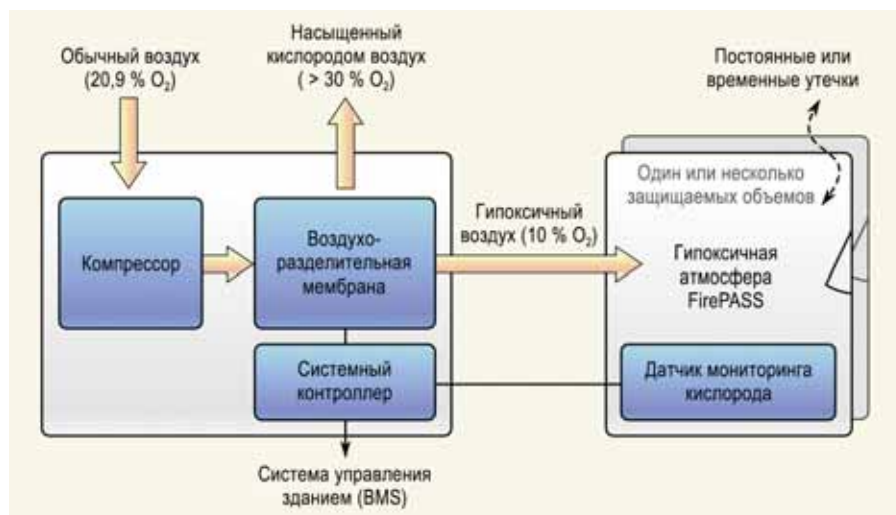 Обычный воздух
(20,9 % O₂)
Насыщенный
кислородом воздух
( > 30 % O₂)
Постоянные или
временные утечки
Один или несколько
защищаемых объемов
Компрессор
Воздухо-
разделительная
мембрана
Гипоксичный
воздух (10 % O₂)
Гипоксичная
атмосфера
FirePASS
Системный
контроллер
Датчик мониторинга
кислорода
Система управления
зданием (BMS)